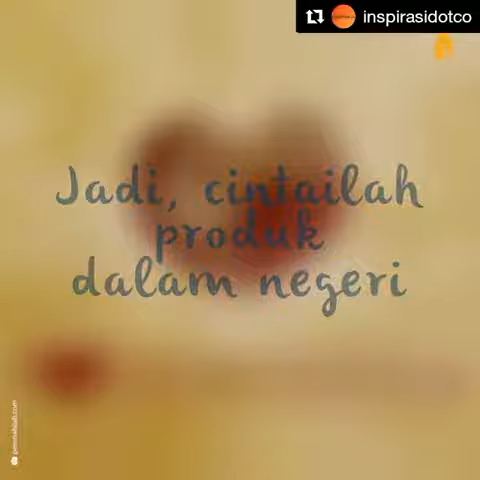 inspirasidotco
Jadi, cintailah
produk
dalam negeri